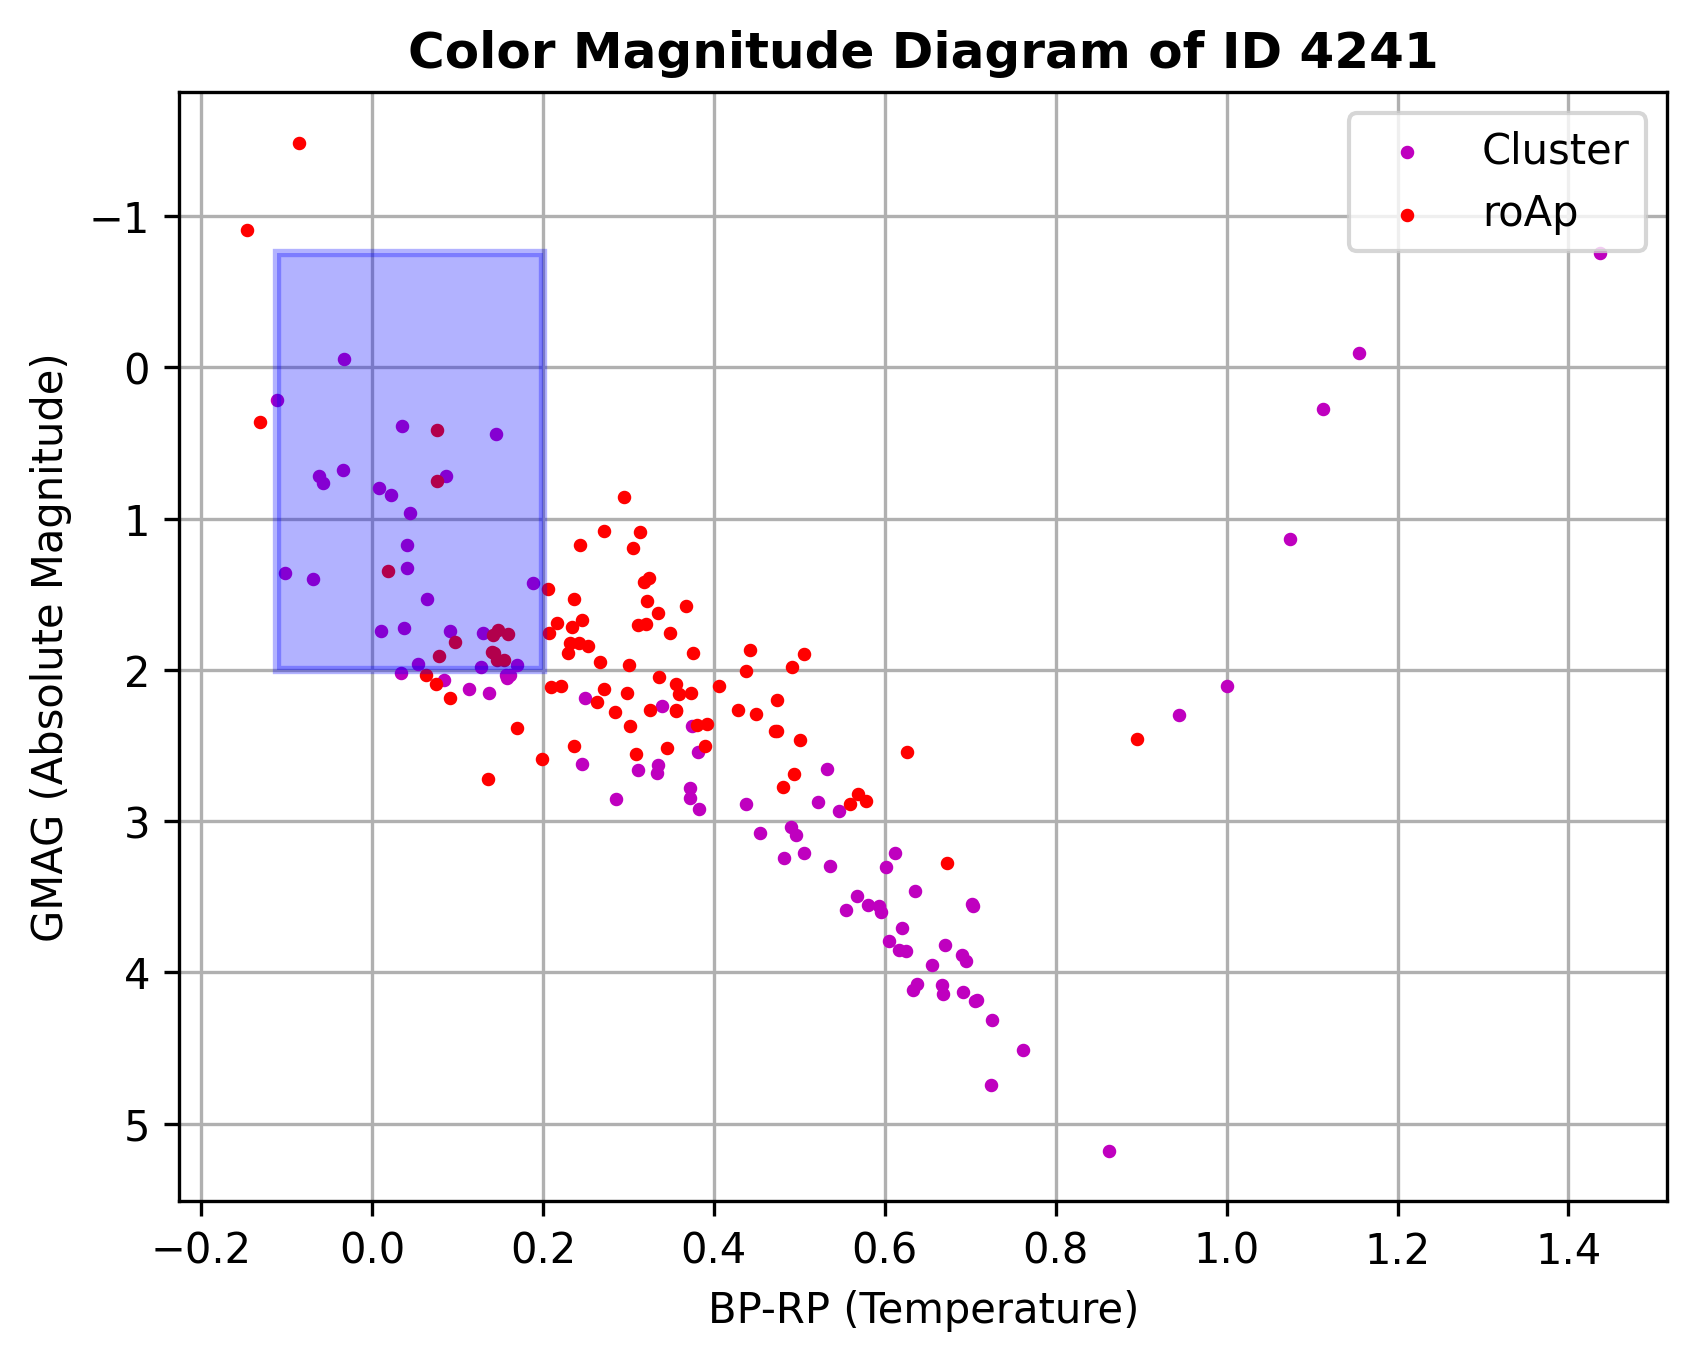 Color Magnitude Diagram of ID 4241
Cluster
roAp
GMAG (Absolute Magnitude)
−1
0
1
2
3
4
5
−0.2 0.0 0.2 0.4 0.6 0.8 1.0 1.2 1.4
BP-RP (Temperature)